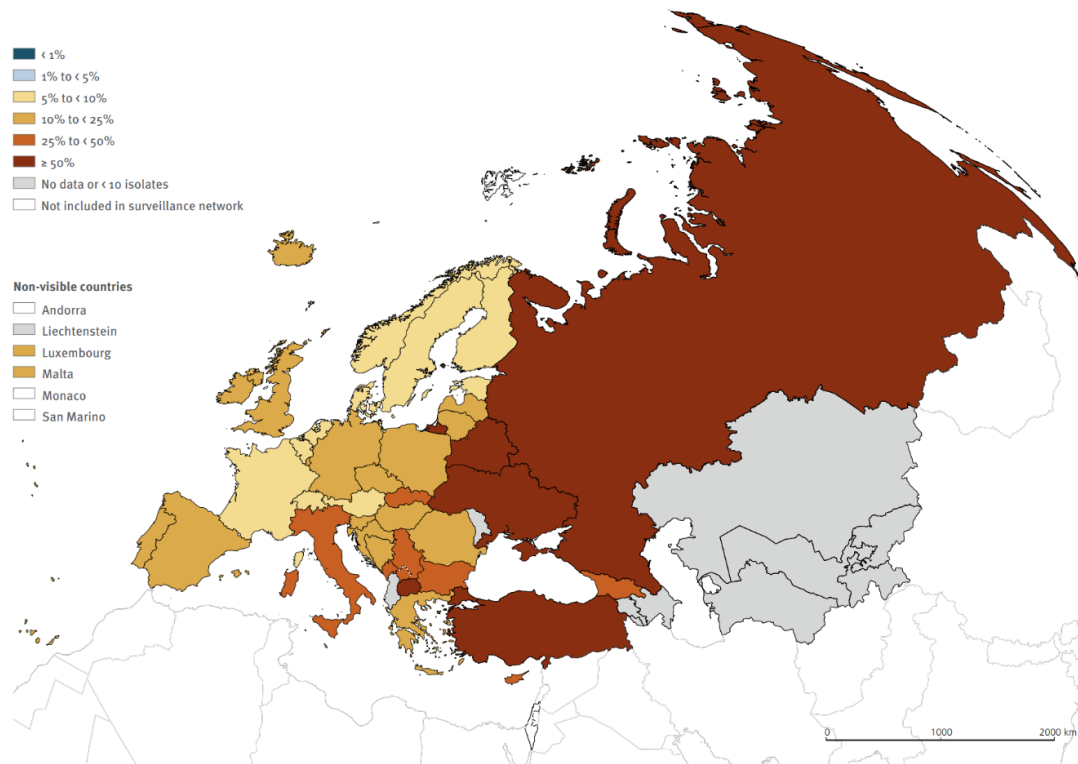 < 1%
1% to < 5%
5% to < 10%
10% to < 25%
25% to < 50%
≥ 50%
No data or < 10 isolates
Not included in surveillance network
Non-visible countries
Andorra
Liechtenstein
Luxembourg
Malta
Monaco
San Marino
0 1000 2000 km